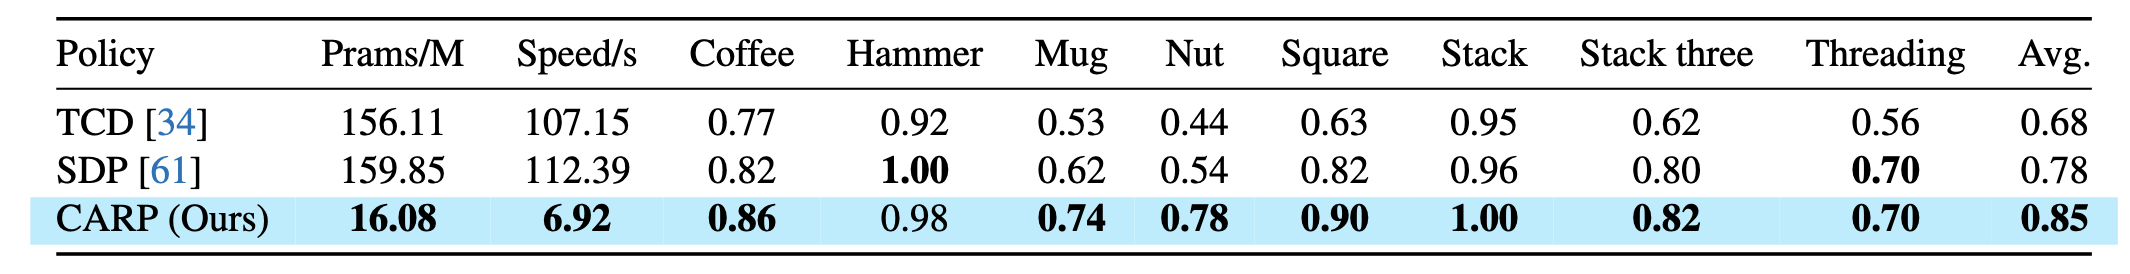 Policy Prams/M Speed/s Coffee Hammer Mug Nut Square Stack Stack three Threading Avg.
TCD [34] 156.11 107.15 0.77 0.92 0.53 0.44 0.63 0.95 0.62 0.56 0.68
SDP [61] 159.85 112.39 0.82 1.00 0.62 0.54 0.82 0.96 0.80 0.70 0.78
CARP (Ours) 16.08 6.92 0.86 0.98 0.74 0.78 0.90 1.00 0.82 0.70 0.85